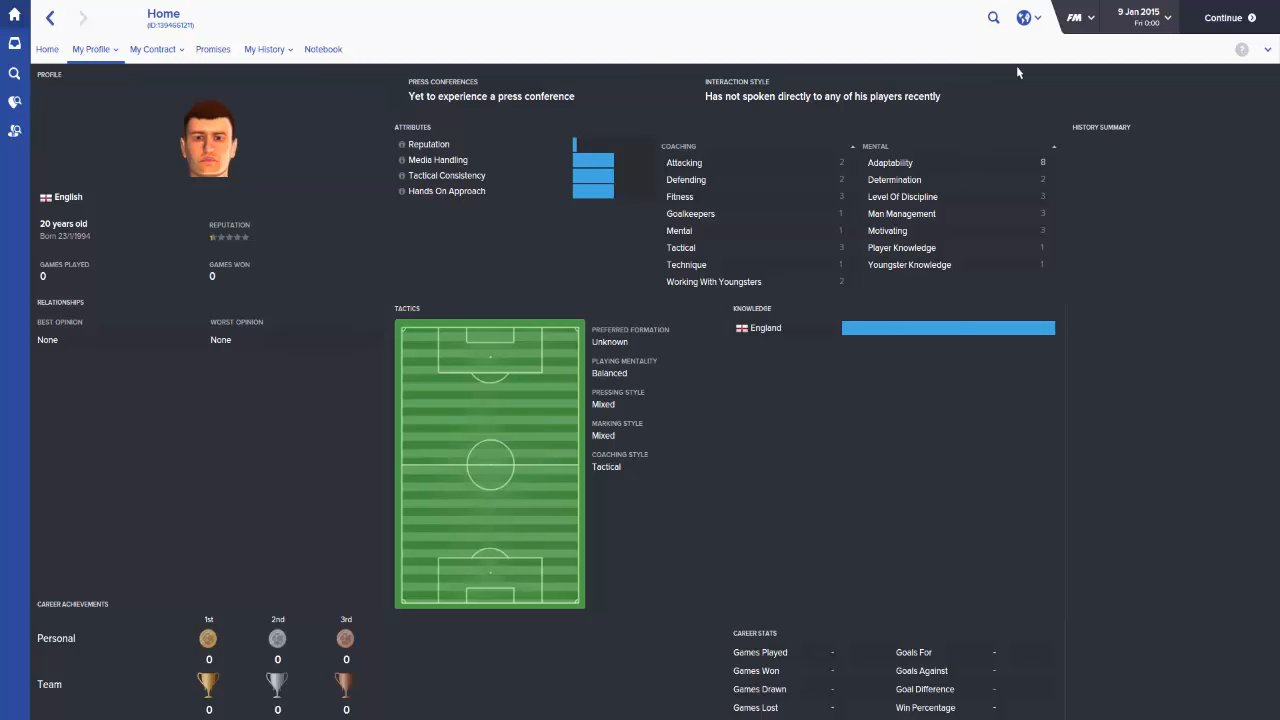 Home
(ID:1394661211)
FM
9 Jan 2015
Fri 0:00
Continue
Home
My Profile
My Contract
Promises
My History
Notebook
?
PROFILE
English
20 years old
Born 23/1/1994
REPUTATION
GAMES PLAYED
0
GAMES WON
0
RELATIONSHIPS
BEST OPINION
None
WORST OPINION
None
CAREER ACHIEVEMENTS
1st 2nd 3rd
Personal
0 0 0
Team
0 0 0
PRESS CONFERENCES
Yet to experience a press conference
INTERACTION STYLE
Has not spoken directly to any of his players recently
ATTRIBUTES
Reputation
Media Handling
Tactical Consistency
Hands On Approach
COACHING
Attacking 2
Defending 2
Fitness 3
Goalkeepers 1
Mental 1
Tactical 3
Technique 1
Working With Youngsters 2
MENTAL
Adaptability 8
Determination 2
Level Of Discipline 3
Man Management 3
Motivating 3
Player Knowledge 1
Youngster Knowledge 1
HISTORY SUMMARY
TACTICS
PREFERRED FORMATION
Unknown
PLAYING MENTALITY
Balanced
PRESSING STYLE
Mixed
MARKING STYLE
Mixed
COACHING STYLE
Tactical
KNOWLEDGE
England
CAREER STATS
Games Played - Goals For -
Games Won - Goals Against -
Games Drawn - Goal Difference -
Games Lost - Win Percentage -